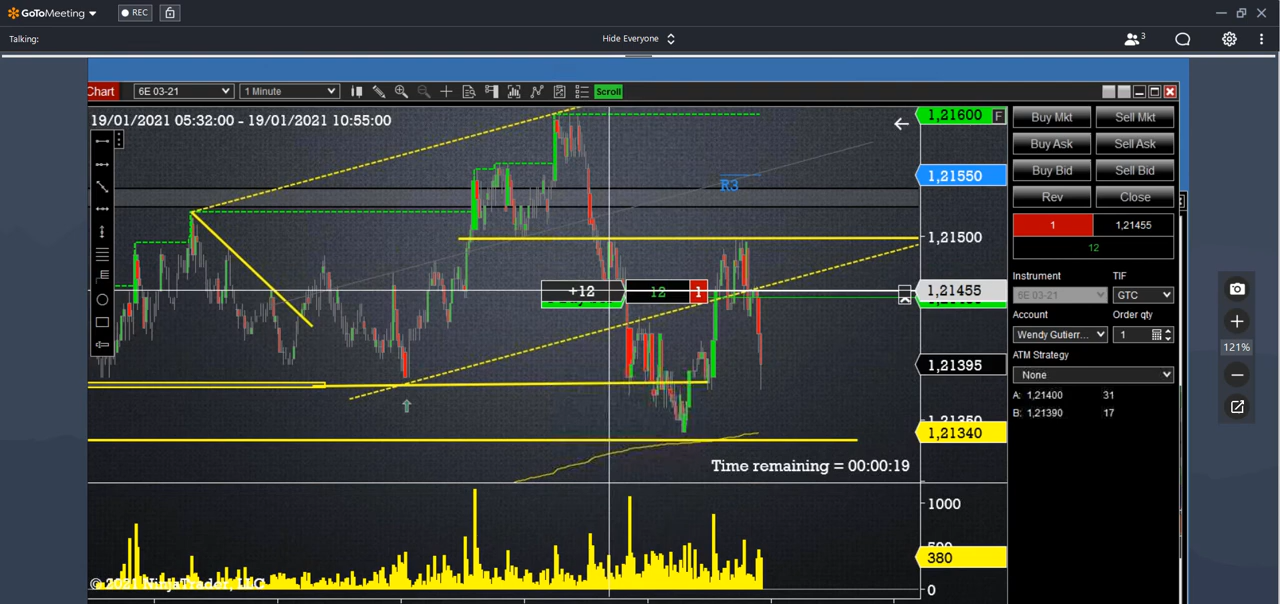 GoToMeeting
REC
Talking:
Hide Everyone
3
Chart
6E 03-21
1 Minute
Scroll
19/01/2021 05:32:00 - 19/01/2021 10:55:00
1,21600
F
R3
1,21550
1,21500
+12
12
1
1,21455
1,21395
1,21350
1,21340
Time remaining = 00:00:19
1000
500
380
0
© 2021 NinjaTrader, LLC
Buy Mkt
Sell Mkt
Buy Ask
Sell Ask
Buy Bid
Sell Bid
Rev
Close
1
1,21455
12
Instrument
TIF
6E 03-21
GTC
Account
Order qty
Wendy Gutierr...
1
ATM Strategy
None
A: 1,21400
31
B: 1,21390
17
121%